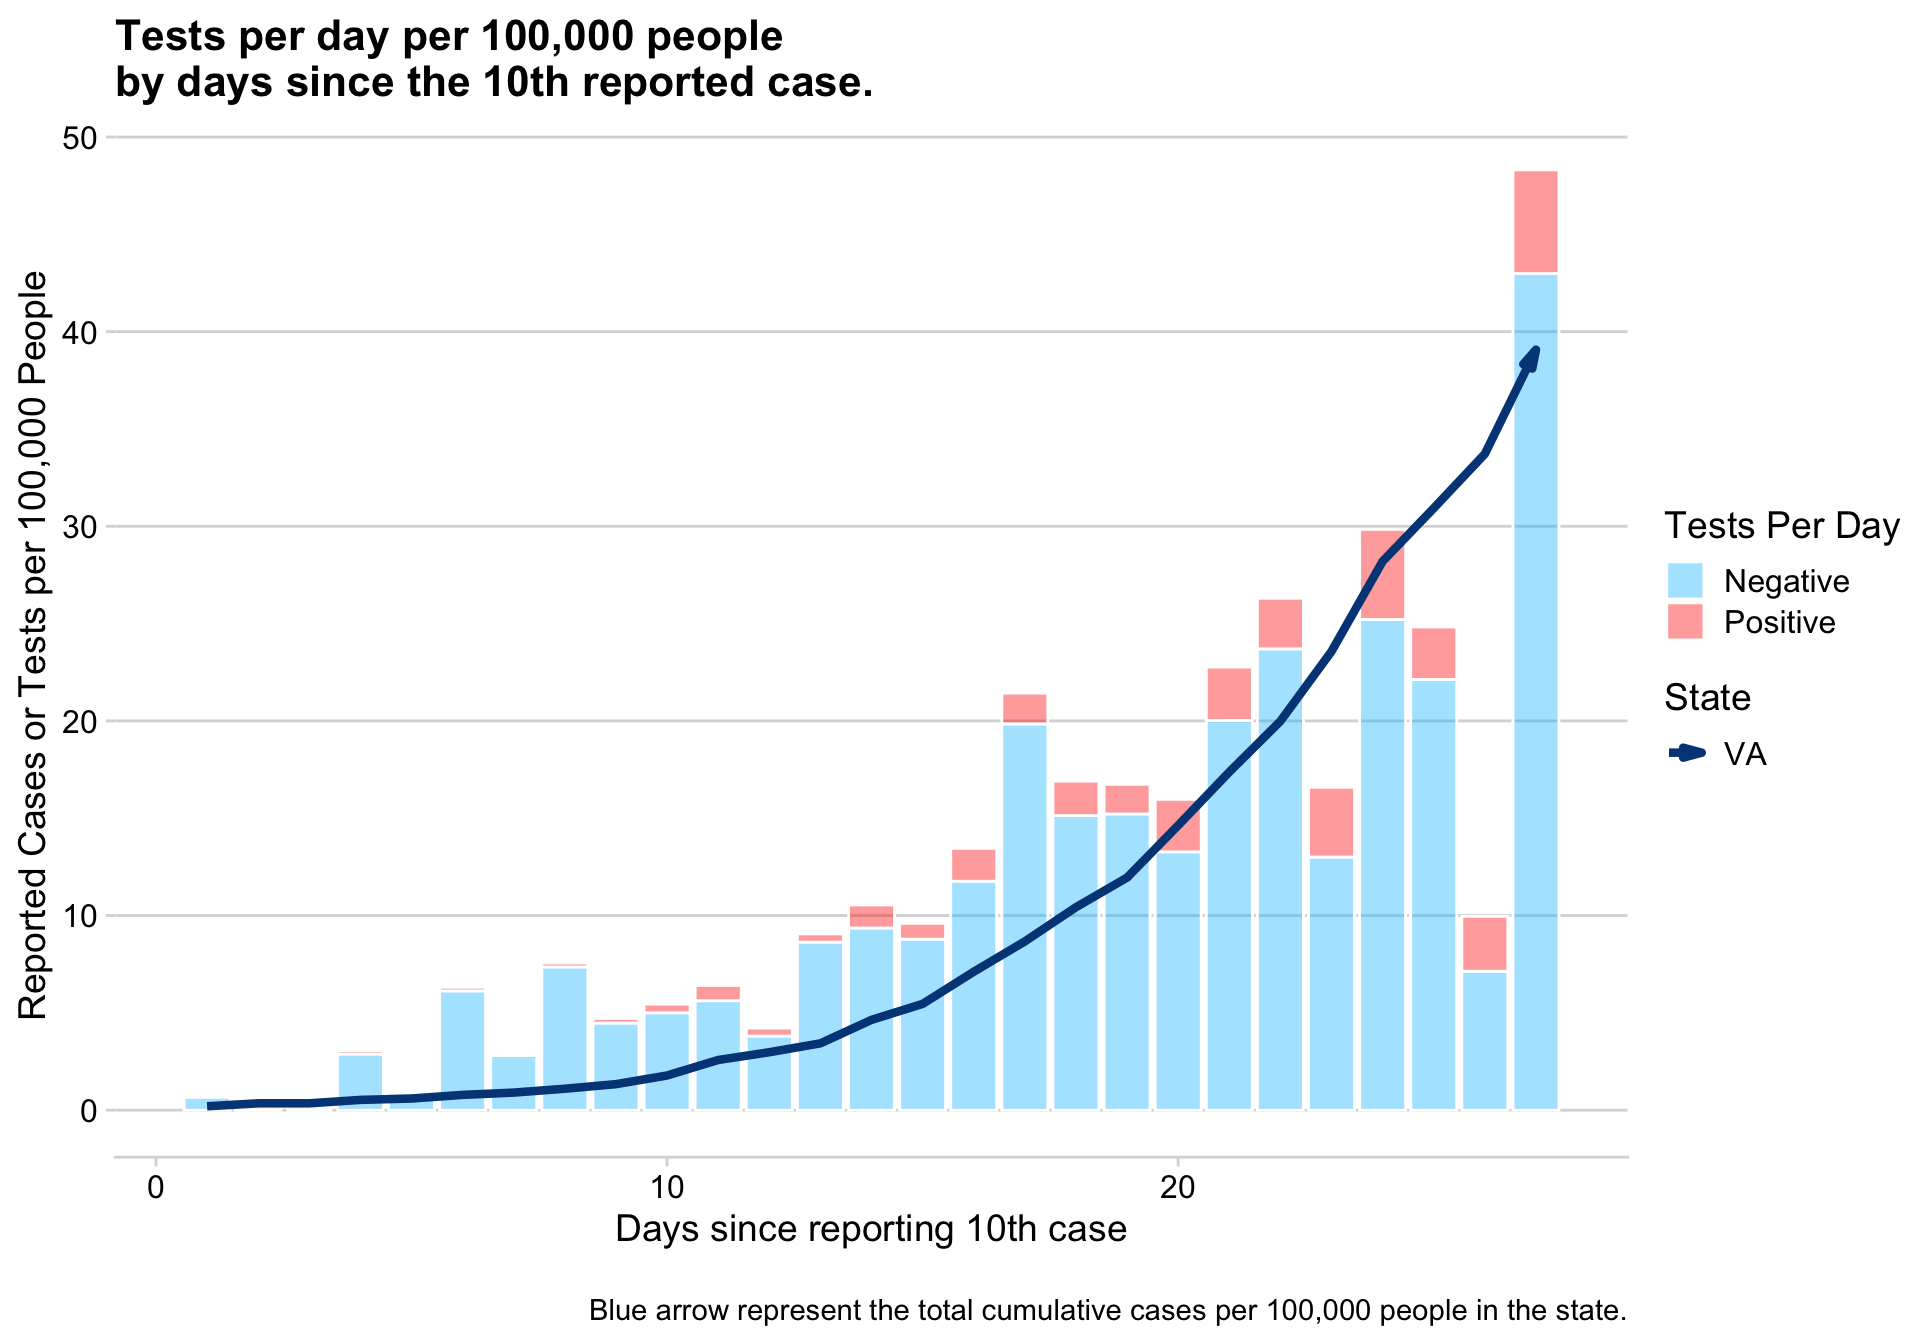 Tests per day per 100,000 people
by days since the 10th reported case.
Reported Cases or Tests per 100,000 People
50
40
30
20
10
0
0
10
20
Days since reporting 10th case
Tests Per Day
Negative
Positive
State
VA
Blue arrow represent the total cumulative cases per 100,000 people in the state.